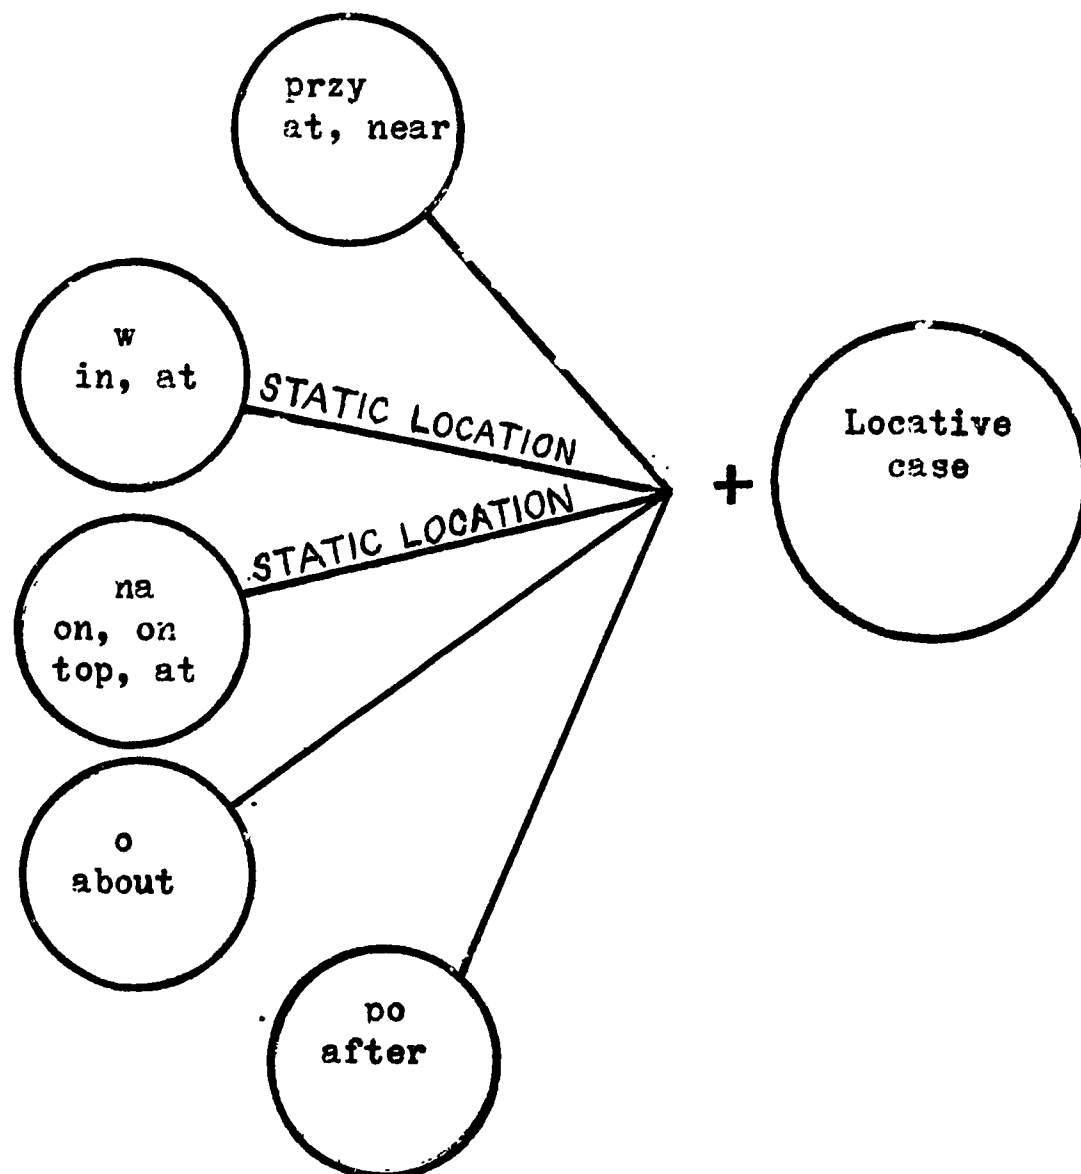 przy
at, near
w
in, at
STATIC LOCATION
STATIC LOCATION
na
on, on
top, at
o
about
po
after
+
Locative
case